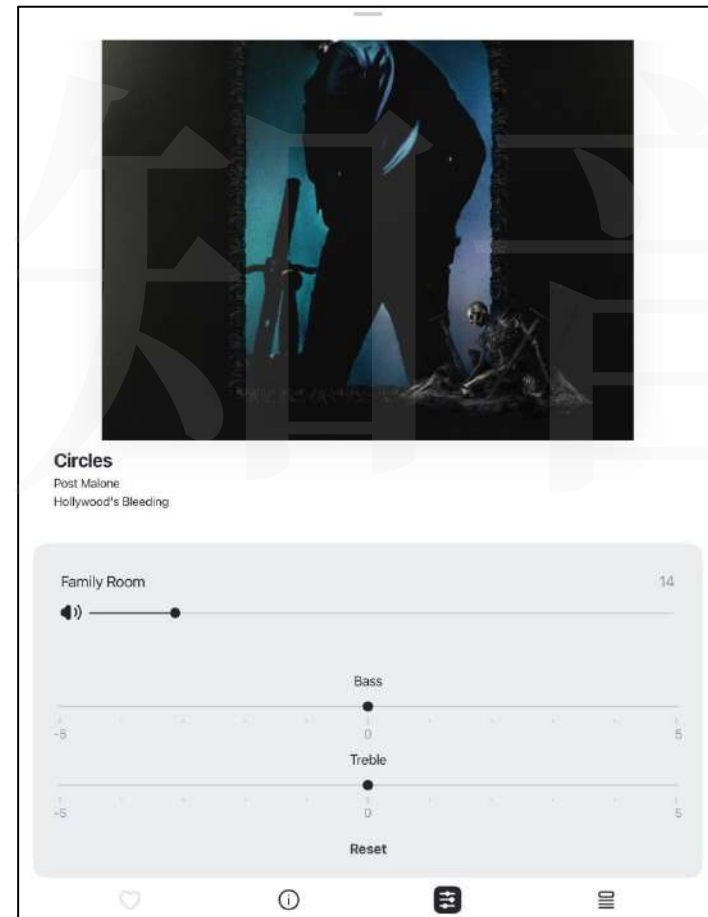 Circles
Post Malone
Hollywood's Bleeding
Family Room 14
Bass
-5 0 5
Treble
-5 0 5
Reset